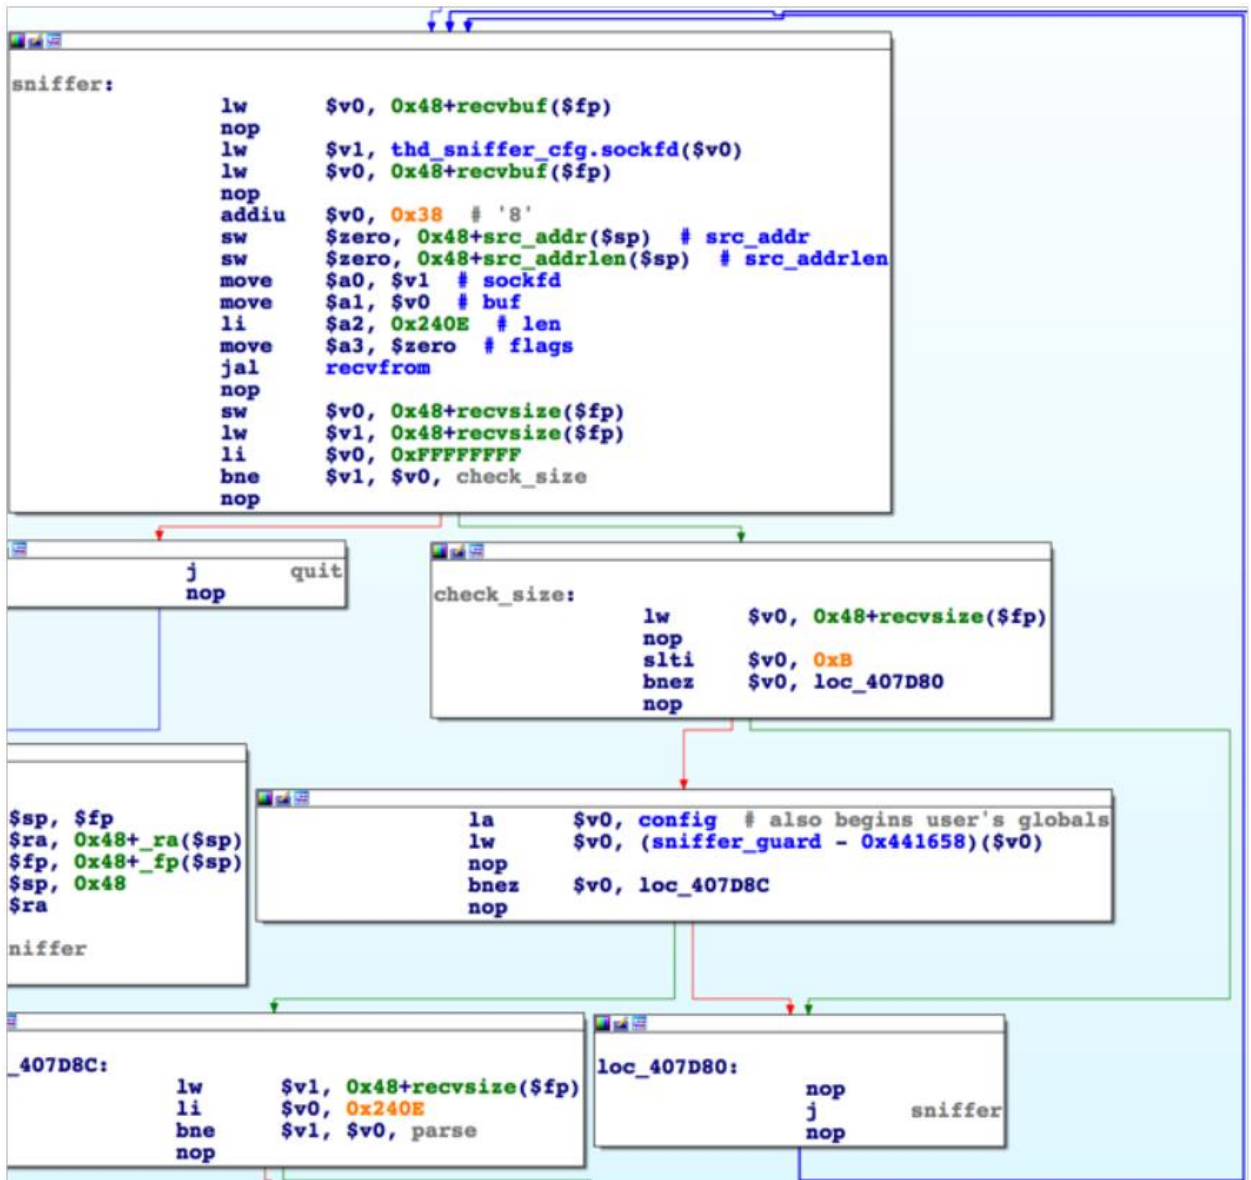 sniffer:
lw $v0, 0x48+recvbuf($fp)
nop
lw $v1, thd_sniffer_cfg.sockfd($v0)
lw $v0, 0x48+recvbuf($fp)
nop
addiu $v0, 0x38 # '8'
sw $zero, 0x48+src_addr($sp) # src_addr
sw $zero, 0x48+src_addrlen($sp) # src_addrlen
move $a0, $v1 # sockfd
move $a1, $v0 # buf
li $a2, 0x240E # len
move $a3, $zero # flags
jal recvfrom
nop
sw $v0, 0x48+recvsize($fp)
lw $v1, 0x48+recvsize($fp)
li $v0, 0xFFFFFFFF
bne $v1, $v0, check_size
nop
j quit
nop
check_size:
lw $v0, 0x48+recvsize($fp)
nop
slti $v0, 0xB
bnez $v0, loc_407D80
nop
$sp, $fp
$ra, 0x48+_ra($sp)
$fp, 0x48+_fp($sp)
$sp, 0x48
$ra
niffer
la $v0, config # also begins user's globals
lw $v0, (sniffer_guard - 0x441658)($v0)
nop
bnez $v0, loc_407D8C
nop
_407D8C:
lw $v1, 0x48+recvsize($fp)
li $v0, 0x240E
bne $v1, $v0, parse
nop
loc_407D80:
nop
j sniffer
nop